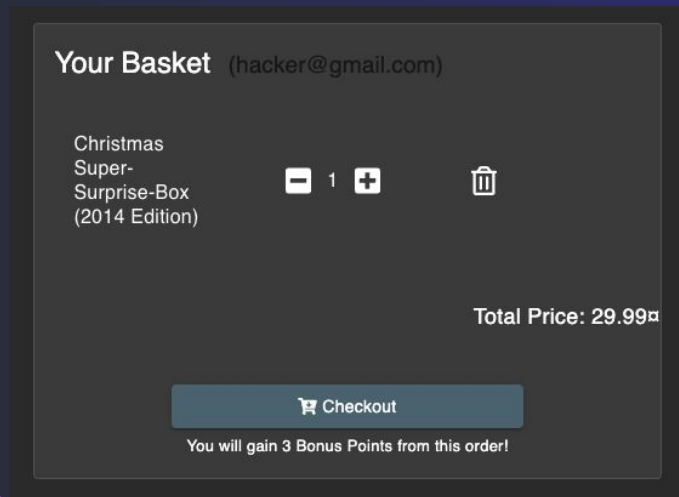 Your Basket (hacker@gmail.com)
Christmas
Super-
Surprise-Box
(2014 Edition)
1
Total Price: 29.99¤
Checkout
You will gain 3 Bonus Points from this order!